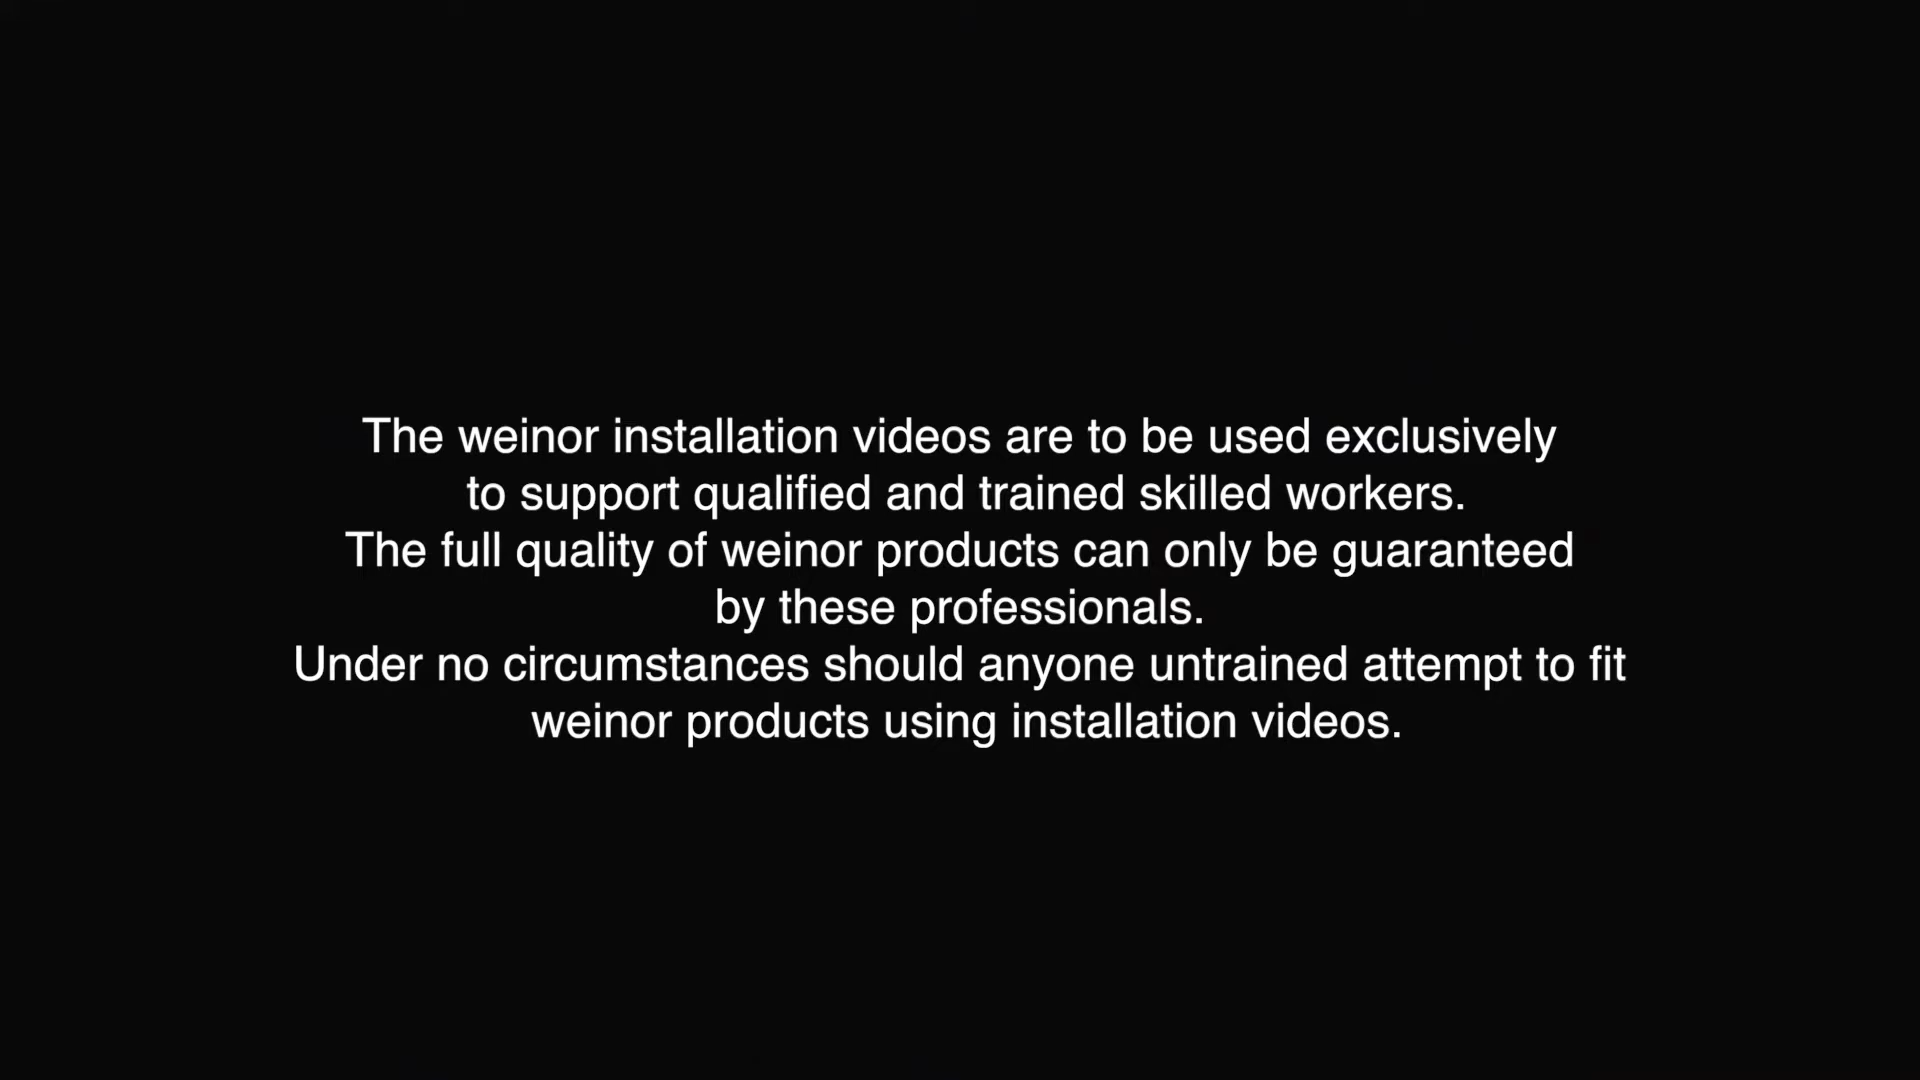 The weinor installation videos are to be used exclusively
to support qualified and trained skilled workers.
The full quality of weinor products can only be guaranteed
by these professionals.
Under no circumstances should anyone untrained attempt to fit
weinor products using installation videos.